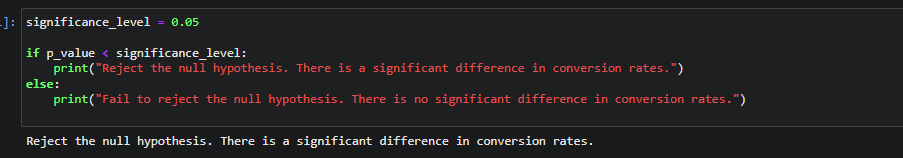 ]: significance_level = 0.05
if p_value < significance_level:
print("Reject the null hypothesis. There is a significant difference in conversion rates.")
else:
print("Fail to reject the null hypothesis. There is no significant difference in conversion rates.")
Reject the null hypothesis. There is a significant difference in conversion rates.